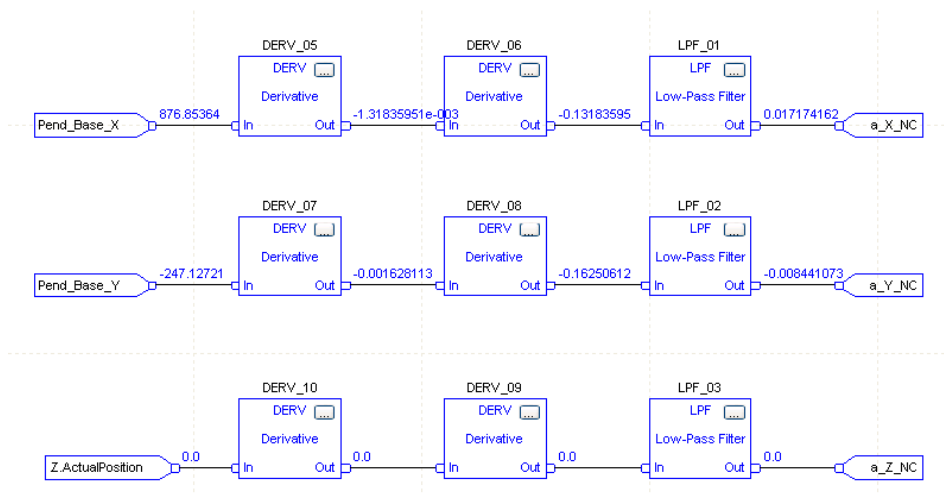 DERV_05 DERV_06 LPF_01
DERV ... DERV ... LPF ...
Derivative Derivative Low-Pass Filter
Pend_Base_X 876.85364 In Out -1.31835951e-003 In Out -0.13183595 In Out 0.017174162 a_X_NC
DERV_07 DERV_08 LPF_02
DERV ... DERV ... LPF ...
Derivative Derivative Low-Pass Filter
Pend_Base_Y -247.12721 In Out -0.001628113 In Out -0.16250612 In Out -0.008441073 a_Y_NC
DERV_10 DERV_09 LPF_03
DERV ... DERV ... LPF ...
Derivative Derivative Low-Pass Filter
Z.ActualPosition 0.0 In Out 0.0 In Out 0.0 In Out 0.0 a_Z_NC